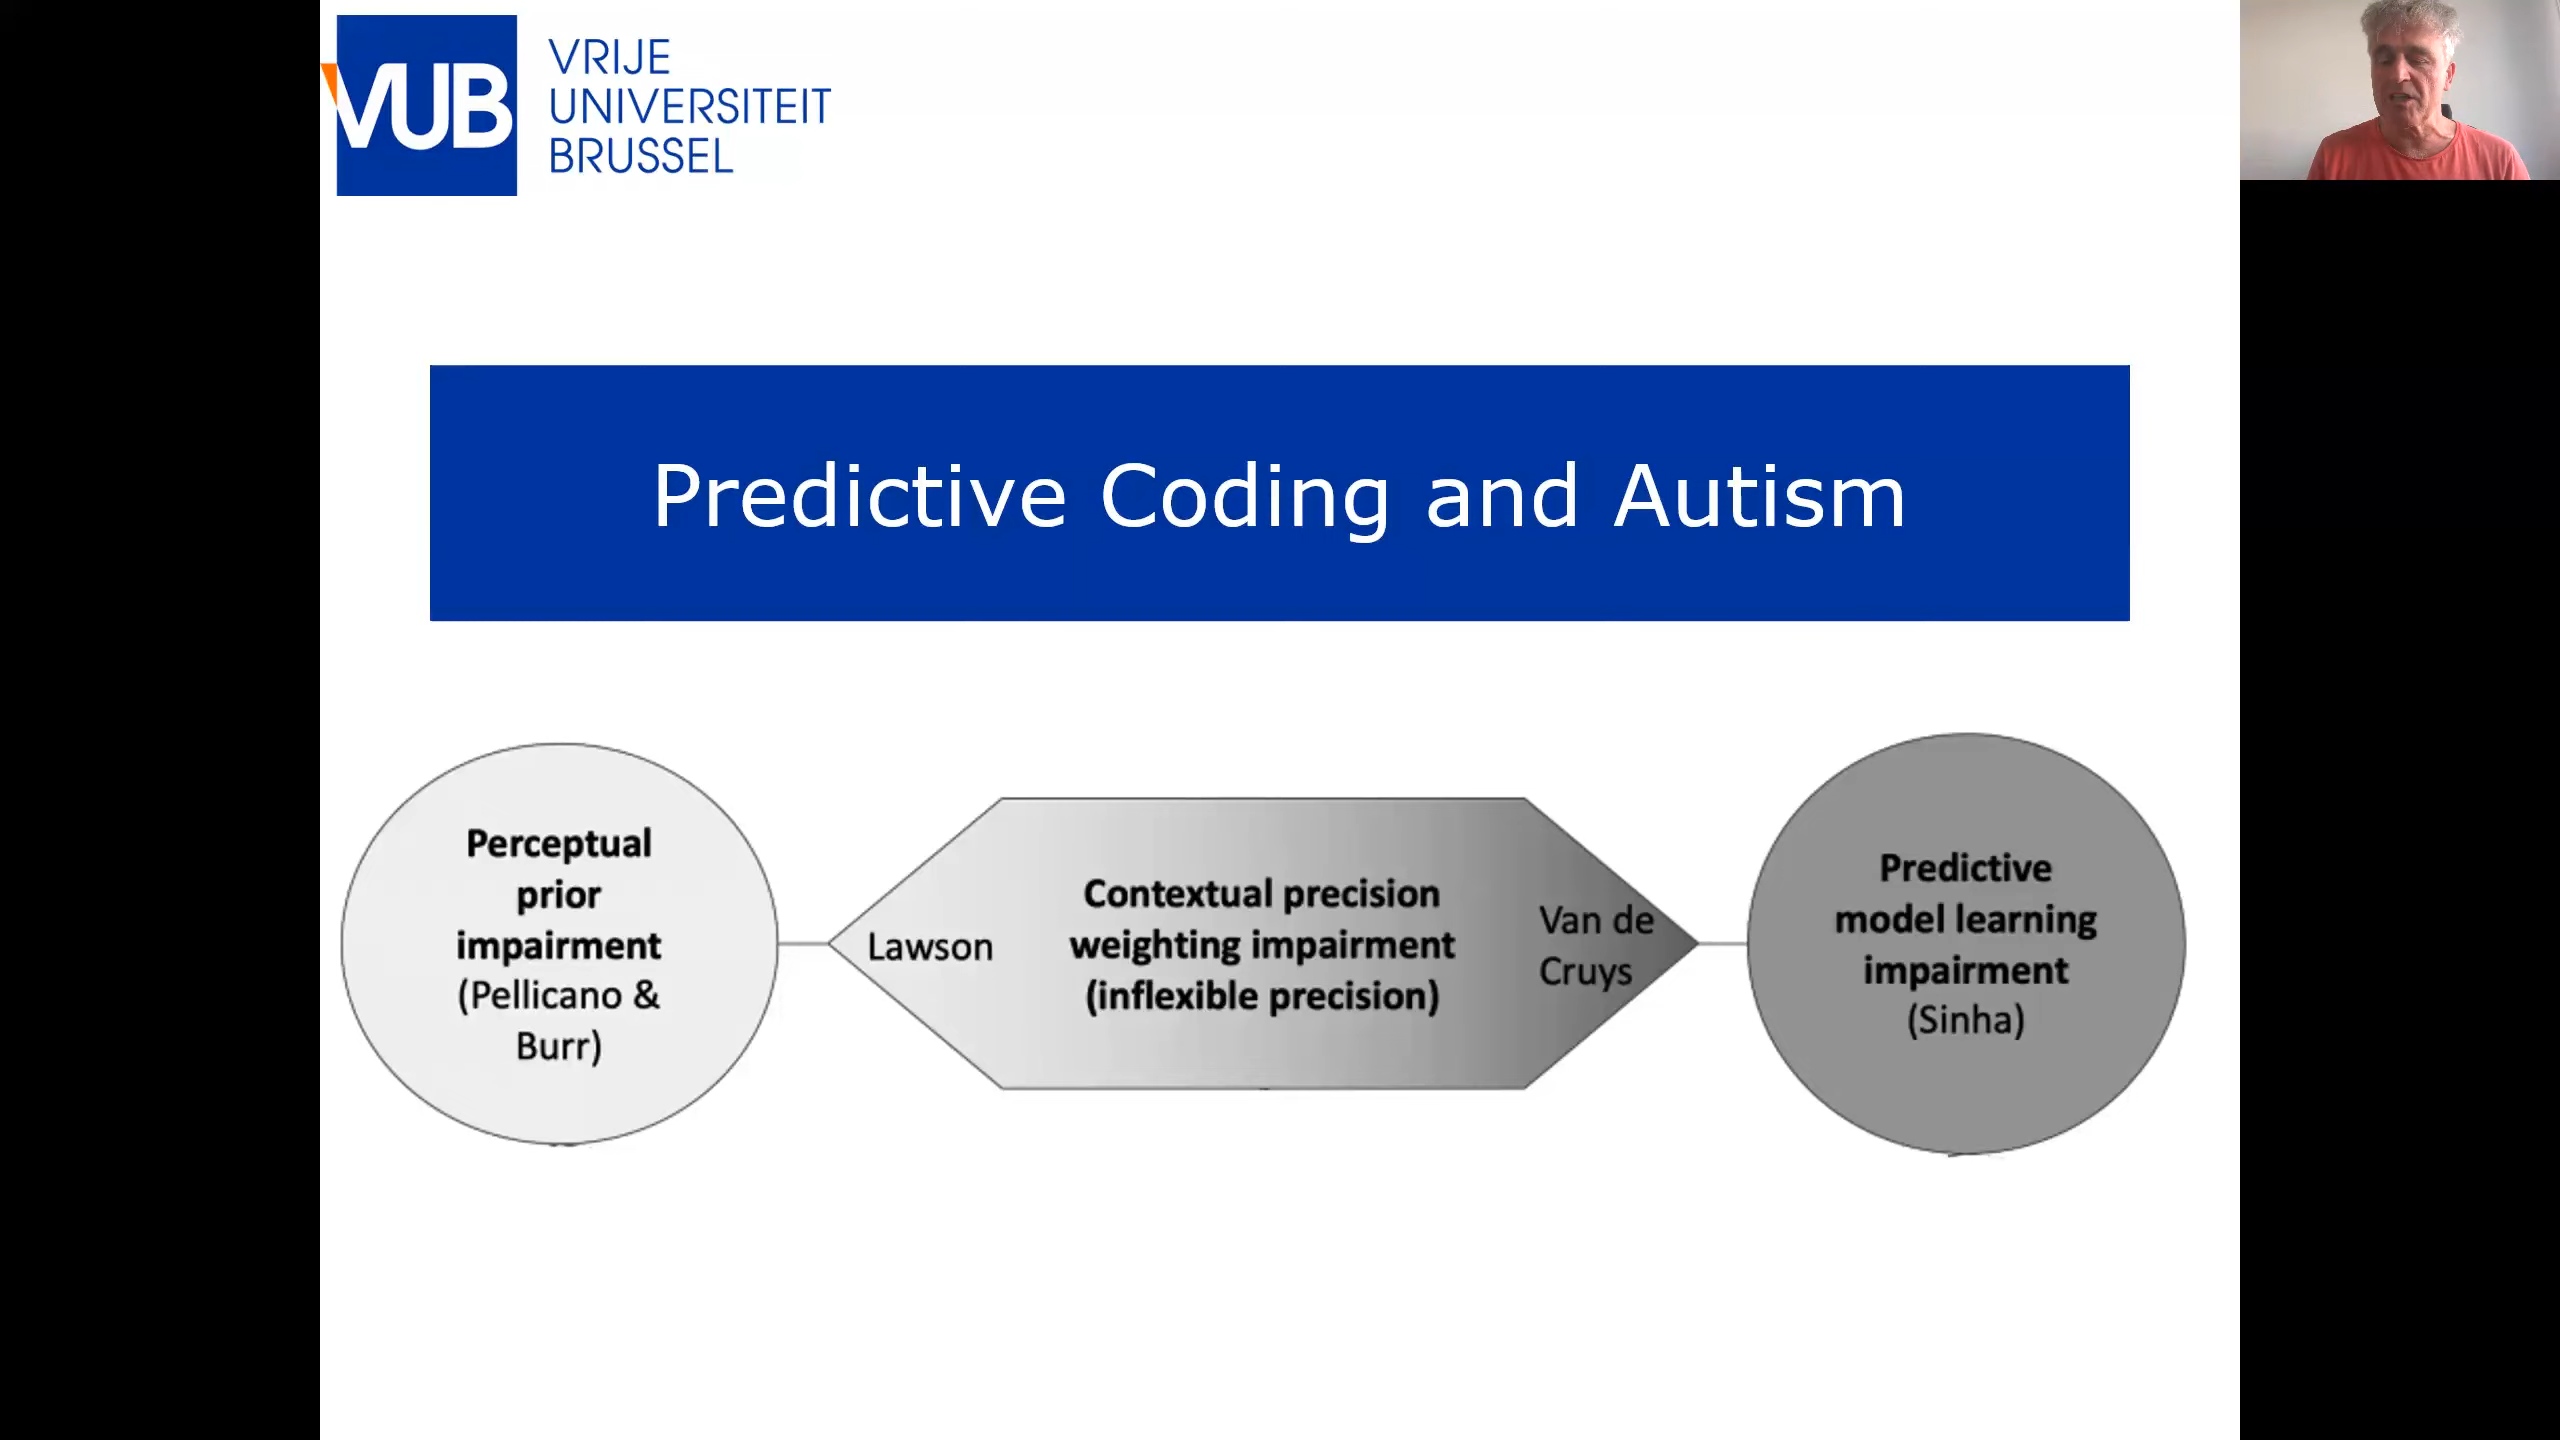 VUB
VRIJE
UNIVERSITEIT
BRUSSEL
Predictive Coding and Autism
Perceptual
prior
impairment
(Pellicano &
Burr)
Lawson
Contextual precision
weighting impairment
(inflexible precision)
Van de
Cruys
Predictive
model learning
impairment
(Sinha)